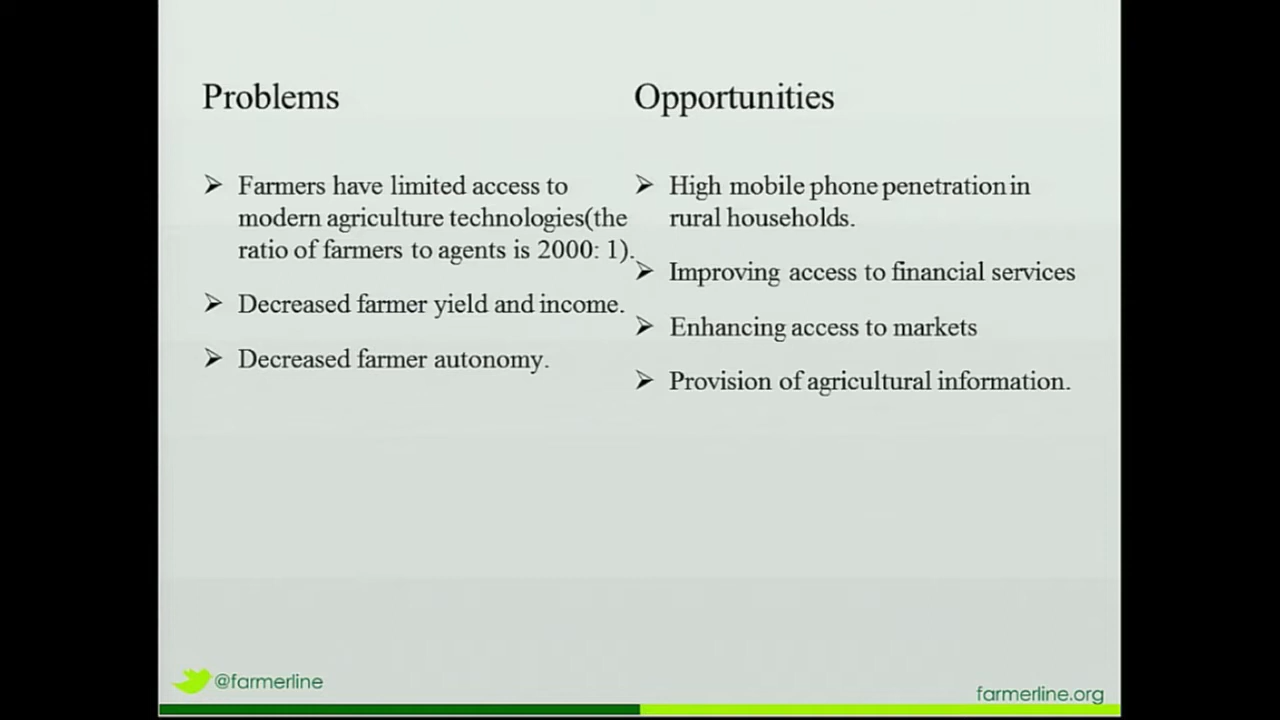 Problems
Farmers have limited access to
modern agriculture technologies(the
ratio of farmers to agents is 2000: 1).
Decreased farmer yield and income.
Decreased farmer autonomy.
Opportunities
High mobile phone penetration in
rural households.
Improving access to financial services
Enhancing access to markets
Provision of agricultural information.
@farmerline
farmerline.org